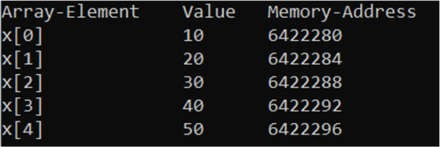 Array-Element Value Memory-Address
x[0] 10 6422280
x[1] 20 6422284
x[2] 30 6422288
x[3] 40 6422292
x[4] 50 6422296